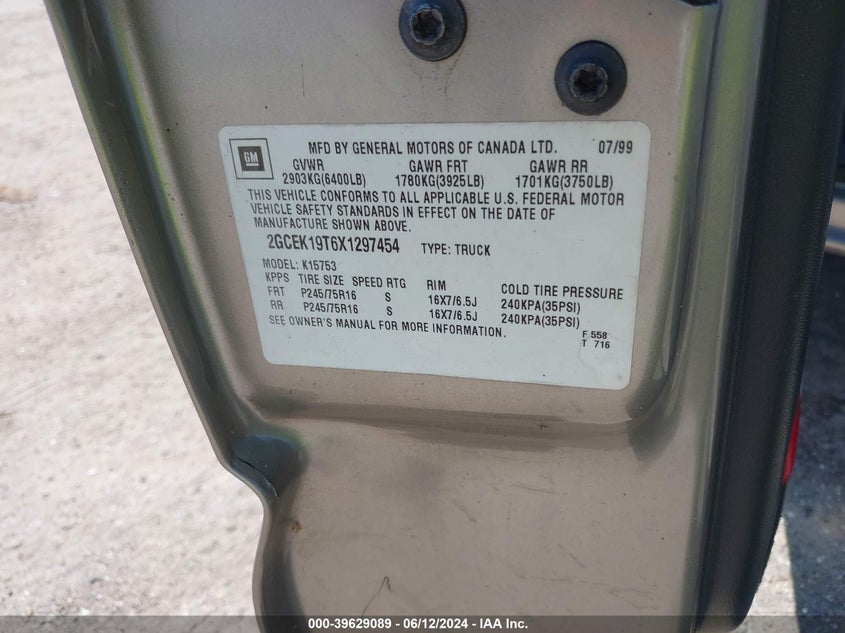 GM
MFD BY GENERAL MOTORS OF CANADA LTD. 07/99
GVWR GAWR FRT GAWR RR
2903KG(6400LB) 1780KG(3925LB) 1701KG(3750LB)
THIS VEHICLE CONFORMS TO ALL APPLICABLE U.S. FEDERAL MOTOR
VEHICLE SAFETY STANDARDS IN EFFECT ON THE DATE OF
MANUFACTURE SHOWN ABOVE.
2GCEK19T6X1297454 TYPE: TRUCK
MODEL: K15753
KPPS TIRE SIZE SPEED RTG RIM COLD TIRE PRESSURE
FRT P245/75R16 S 16X7/6.5J 240KPA(35PSI)
RR P245/75R16 S 16X7/6.5J 240KPA(35PSI)
SEE OWNER'S MANUAL FOR MORE INFORMATION.
F 558
T 716
000-39629089 - 06/12/2024 - IAA Inc.